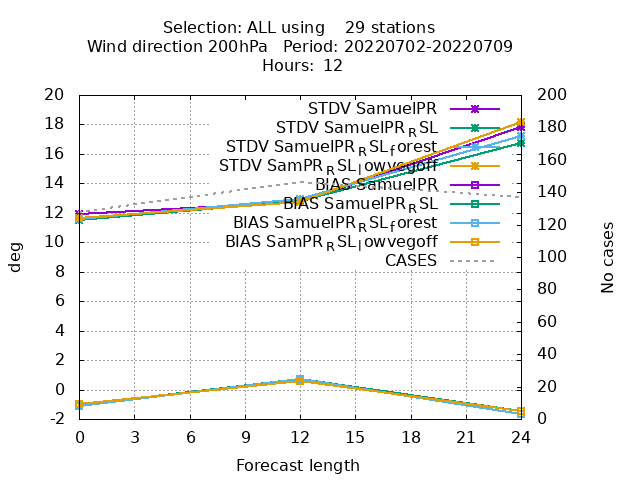 Selection: ALL using 29 stations
Wind direction 200hPa Period: 20220702-20220709
Hours: 12
20 200
18 180
16 160
14 140
12 120
10 100
8 80
6 60
4 40
2 20
0 0
-2
deg
No cases
STDV SamuelPR
STDV SamuelPR_RSL
STDV SamuelPR_RSL_forest
STDV SamPR_RSL_lowvegoff
BIAS SamuelPR
BIAS SamuelPR_RSL
BIAS SamuelPR_RSL_forest
BIAS SamPR_RSL_lowvegoff
CASES
0 3 6 9 12 15 18 21 24
Forecast length